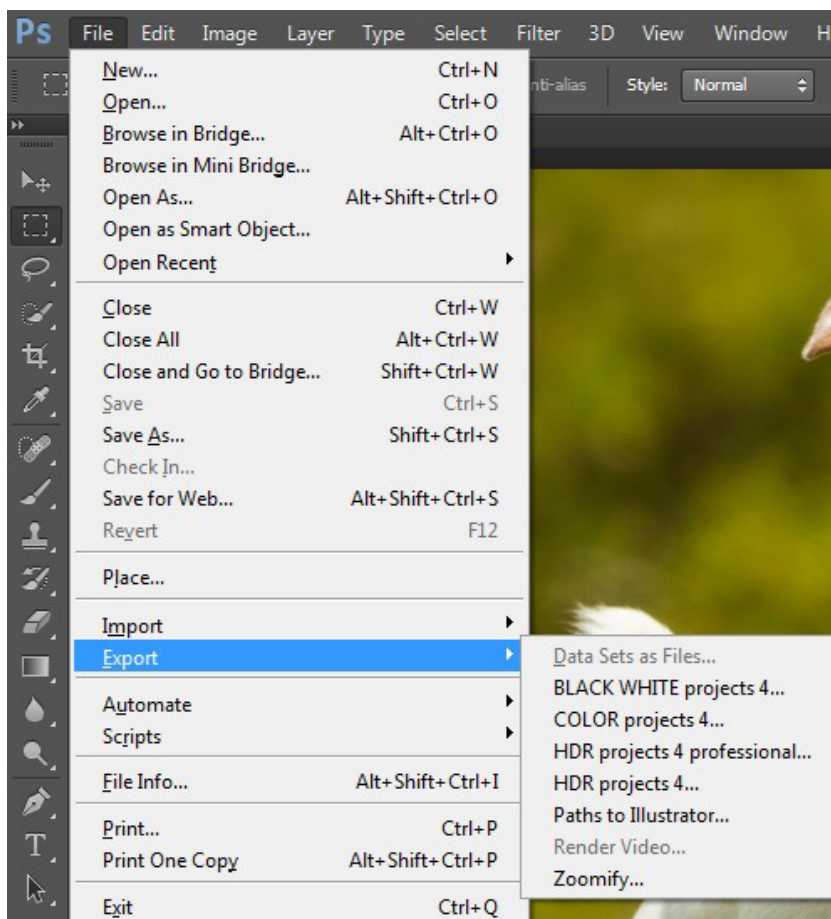 Ps File Edit Image Layer Type Select Filter 3D View Window H
nti-alias Style: Normal
New... Ctrl+N
Open... Ctrl+O
Browse in Bridge... Alt+Ctrl+O
Browse in Mini Bridge...
Open As... Alt+Shift+Ctrl+O
Open as Smart Object...
Open Recent
Close Ctrl+W
Close All Alt+Ctrl+W
Close and Go to Bridge... Shift+Ctrl+W
Save Ctrl+S
Save As... Shift+Ctrl+S
Check In...
Save for Web... Alt+Shift+Ctrl+S
Revert F12
Place...
Import
Export
Automate
Scripts
File Info... Alt+Shift+Ctrl+I
Print... Ctrl+P
Print One Copy Alt+Shift+Ctrl+P
Exit Ctrl+Q
Data Sets as Files...
BLACK WHITE projects 4...
COLOR projects 4...
HDR projects 4 professional...
HDR projects 4...
Paths to Illustrator...
Render Video...
Zoomify...